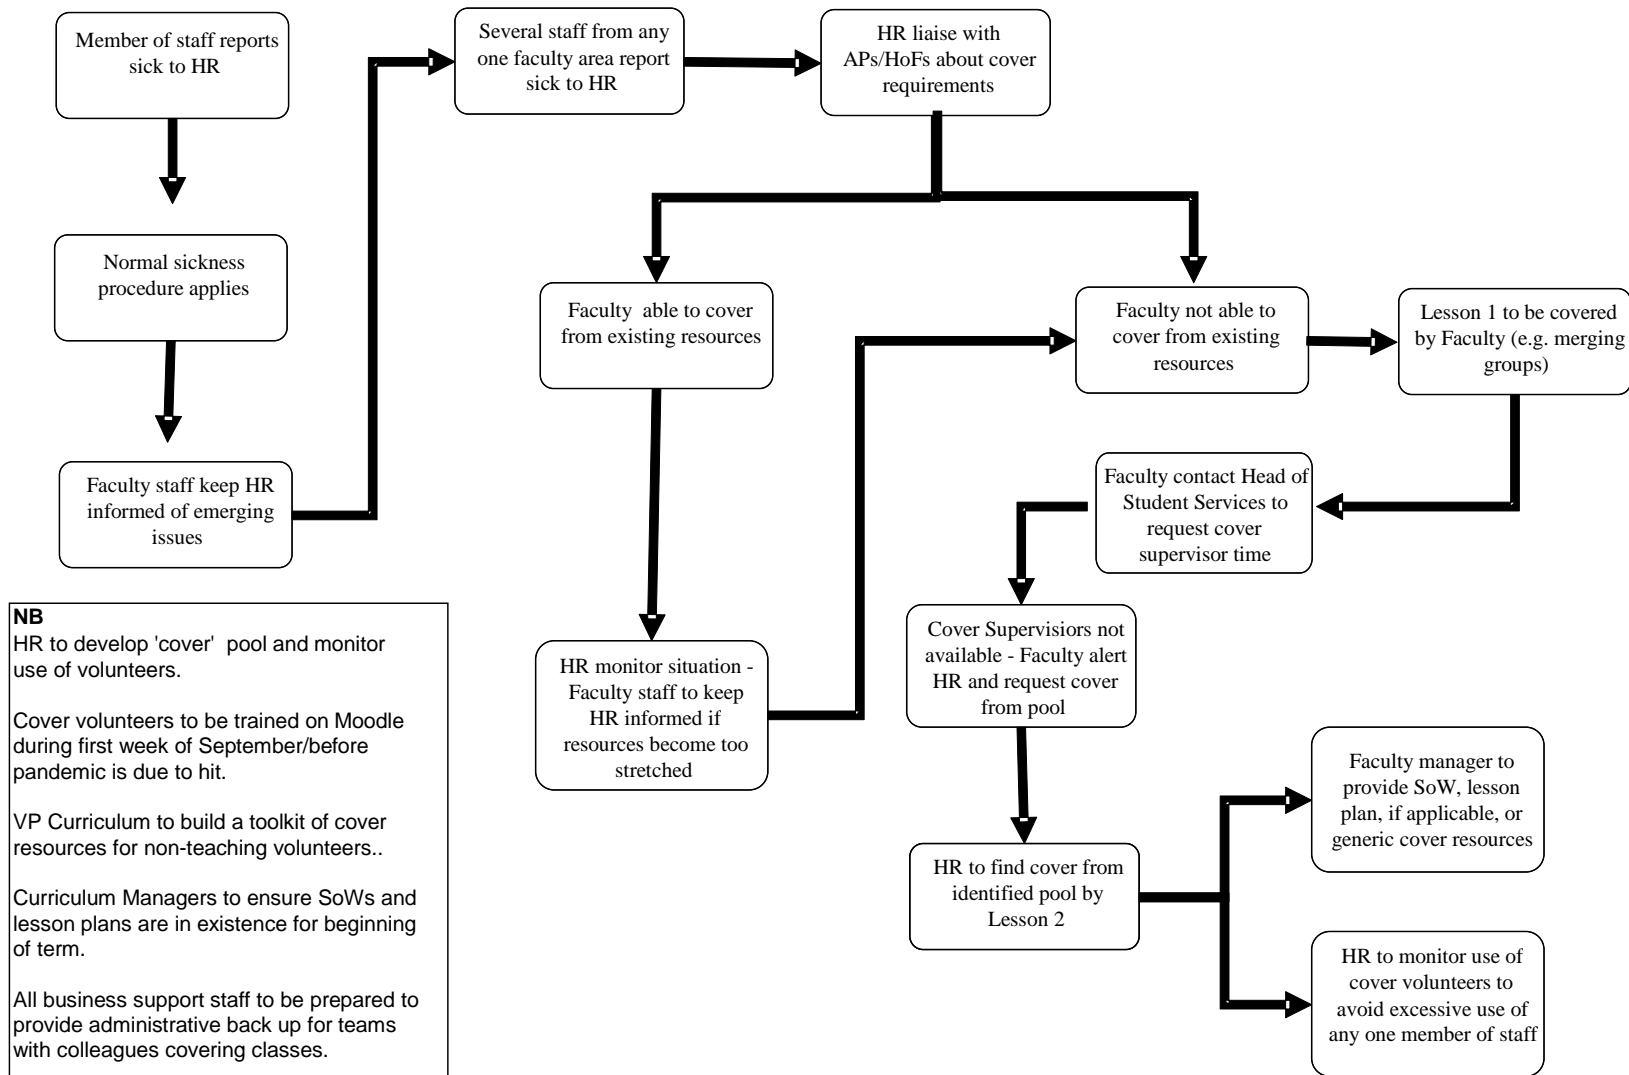 Member of staff reports
sick to HR
Several staff from any
one faculty area report
sick to HR
HR liaise with
APs/HoFs about cover
requirements
Normal sickness
procedure applies
Faculty able to cover
from existing resources
Faculty not able to
cover from existing
resources
Lesson 1 to be covered
by Faculty (e.g. merging
groups)
Faculty staff keep HR
informed of emerging
issues
Faculty contact Head of
Student Services to
request cover
supervisor time
Cover Supervisiors not
available - Faculty alert
HR and request cover
from pool
HR monitor situation -
Faculty staff to keep
HR informed if
resources become too
stretched
Faculty manager to
provide SoW, lesson
plan, if applicable, or
generic cover resources
HR to find cover from
identified pool by
Lesson 2
HR to monitor use of
cover volunteers to
avoid excessive use of
any one member of staff
NB
HR to develop 'cover' pool and monitor
use of volunteers.
Cover volunteers to be trained on Moodle
during first week of September/before
pandemic is due to hit.
VP Curriculum to build a toolkit of cover
resources for non-teaching volunteers..
Curriculum Managers to ensure SoWs and
lesson plans are in existence for beginning
of term.
All business support staff to be prepared to
provide administrative back up for teams
with colleagues covering classes.